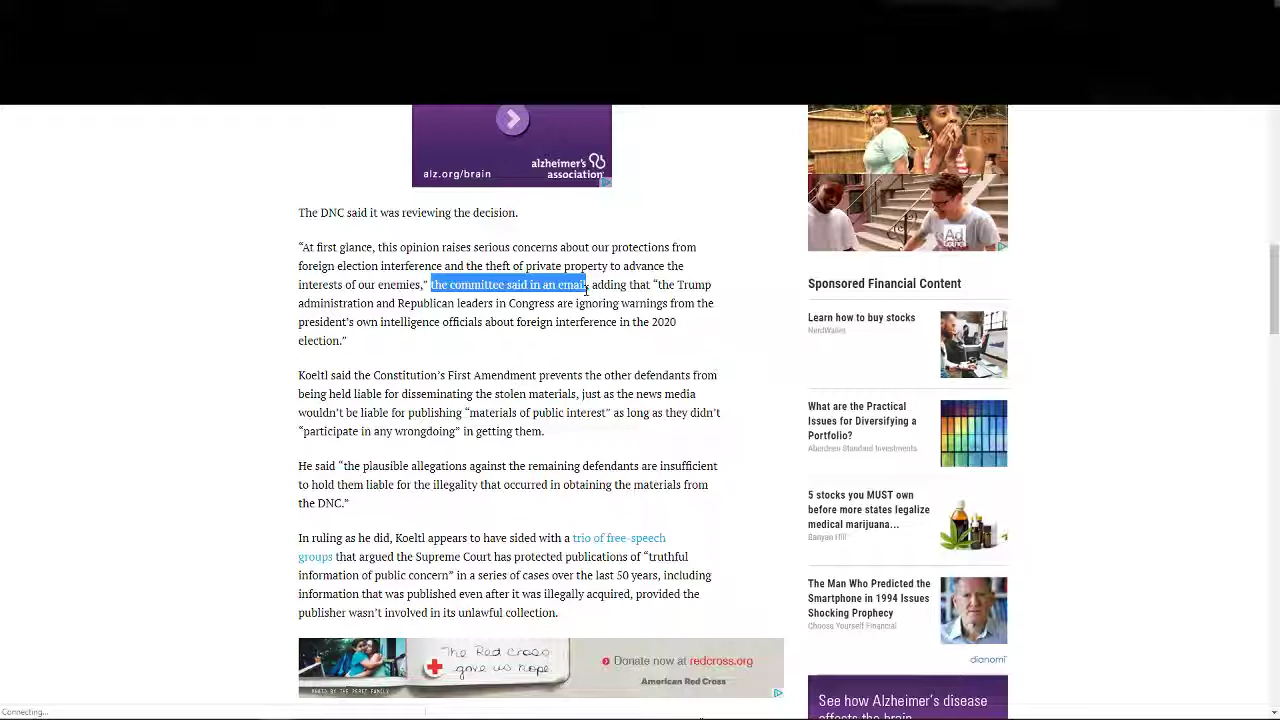 alz.org/brain
alzheimer's
association
The DNC said it was reviewing the decision.
“At first glance, this opinion raises serious concerns about our protections from
foreign election interference and the theft of private property to advance the
interests of our enemies,” the committee said in an email, adding that “the Trump
administration and Republican leaders in Congress are ignoring warnings from the
president’s own intelligence officials about foreign interference in the 2020
election.”
Koeltl said the Constitution’s First Amendment prevents the other defendants from
being held liable for disseminating the stolen materials, just as the news media
wouldn’t be liable for publishing “materials of public interest” as long as they didn’t
“participate in any wrongdoing” in getting them.
He said “the plausible allegations against the remaining defendants are insufficient
to hold them liable for the illegality that occurred in obtaining the materials from
the DNC.”
In ruling as he did, Koeltl appears to have sided with a trio of free-speech
groups that argued the Supreme Court has protected publications of “truthful
information of public concern” in a series of cases over the last 50 years, including
information that was published even after it was illegally acquired, provided the
publisher wasn’t involved in its unlawful collection.
The Red Cross
gave us hope
Donate now at redcross.org
American Red Cross
PHOTO BY THE PERET FAMILY
Connecting...
Ad
Council
Sponsored Financial Content
Learn how to buy stocks
NerdWallet
What are the Practical
Issues for Diversifying a
Portfolio?
Aberdeen Standard Investments
5 stocks you MUST own
before more states legalize
medical marijuana...
Banyan Hill
The Man Who Predicted the
Smartphone in 1994 Issues
Shocking Prophecy
Choose Yourself Financial
dianomi
See how Alzheimer's disease
affects the brain